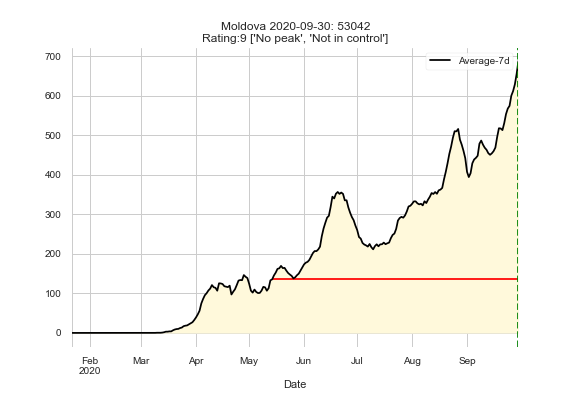 Moldova 2020-09-30: 53042
Rating:9 ['No peak', 'Not in control']
Average-7d
700
600
500
400
300
200
100
0
Feb
2020
Mar
Apr
May
Jun
Jul
Aug
Sep
Date